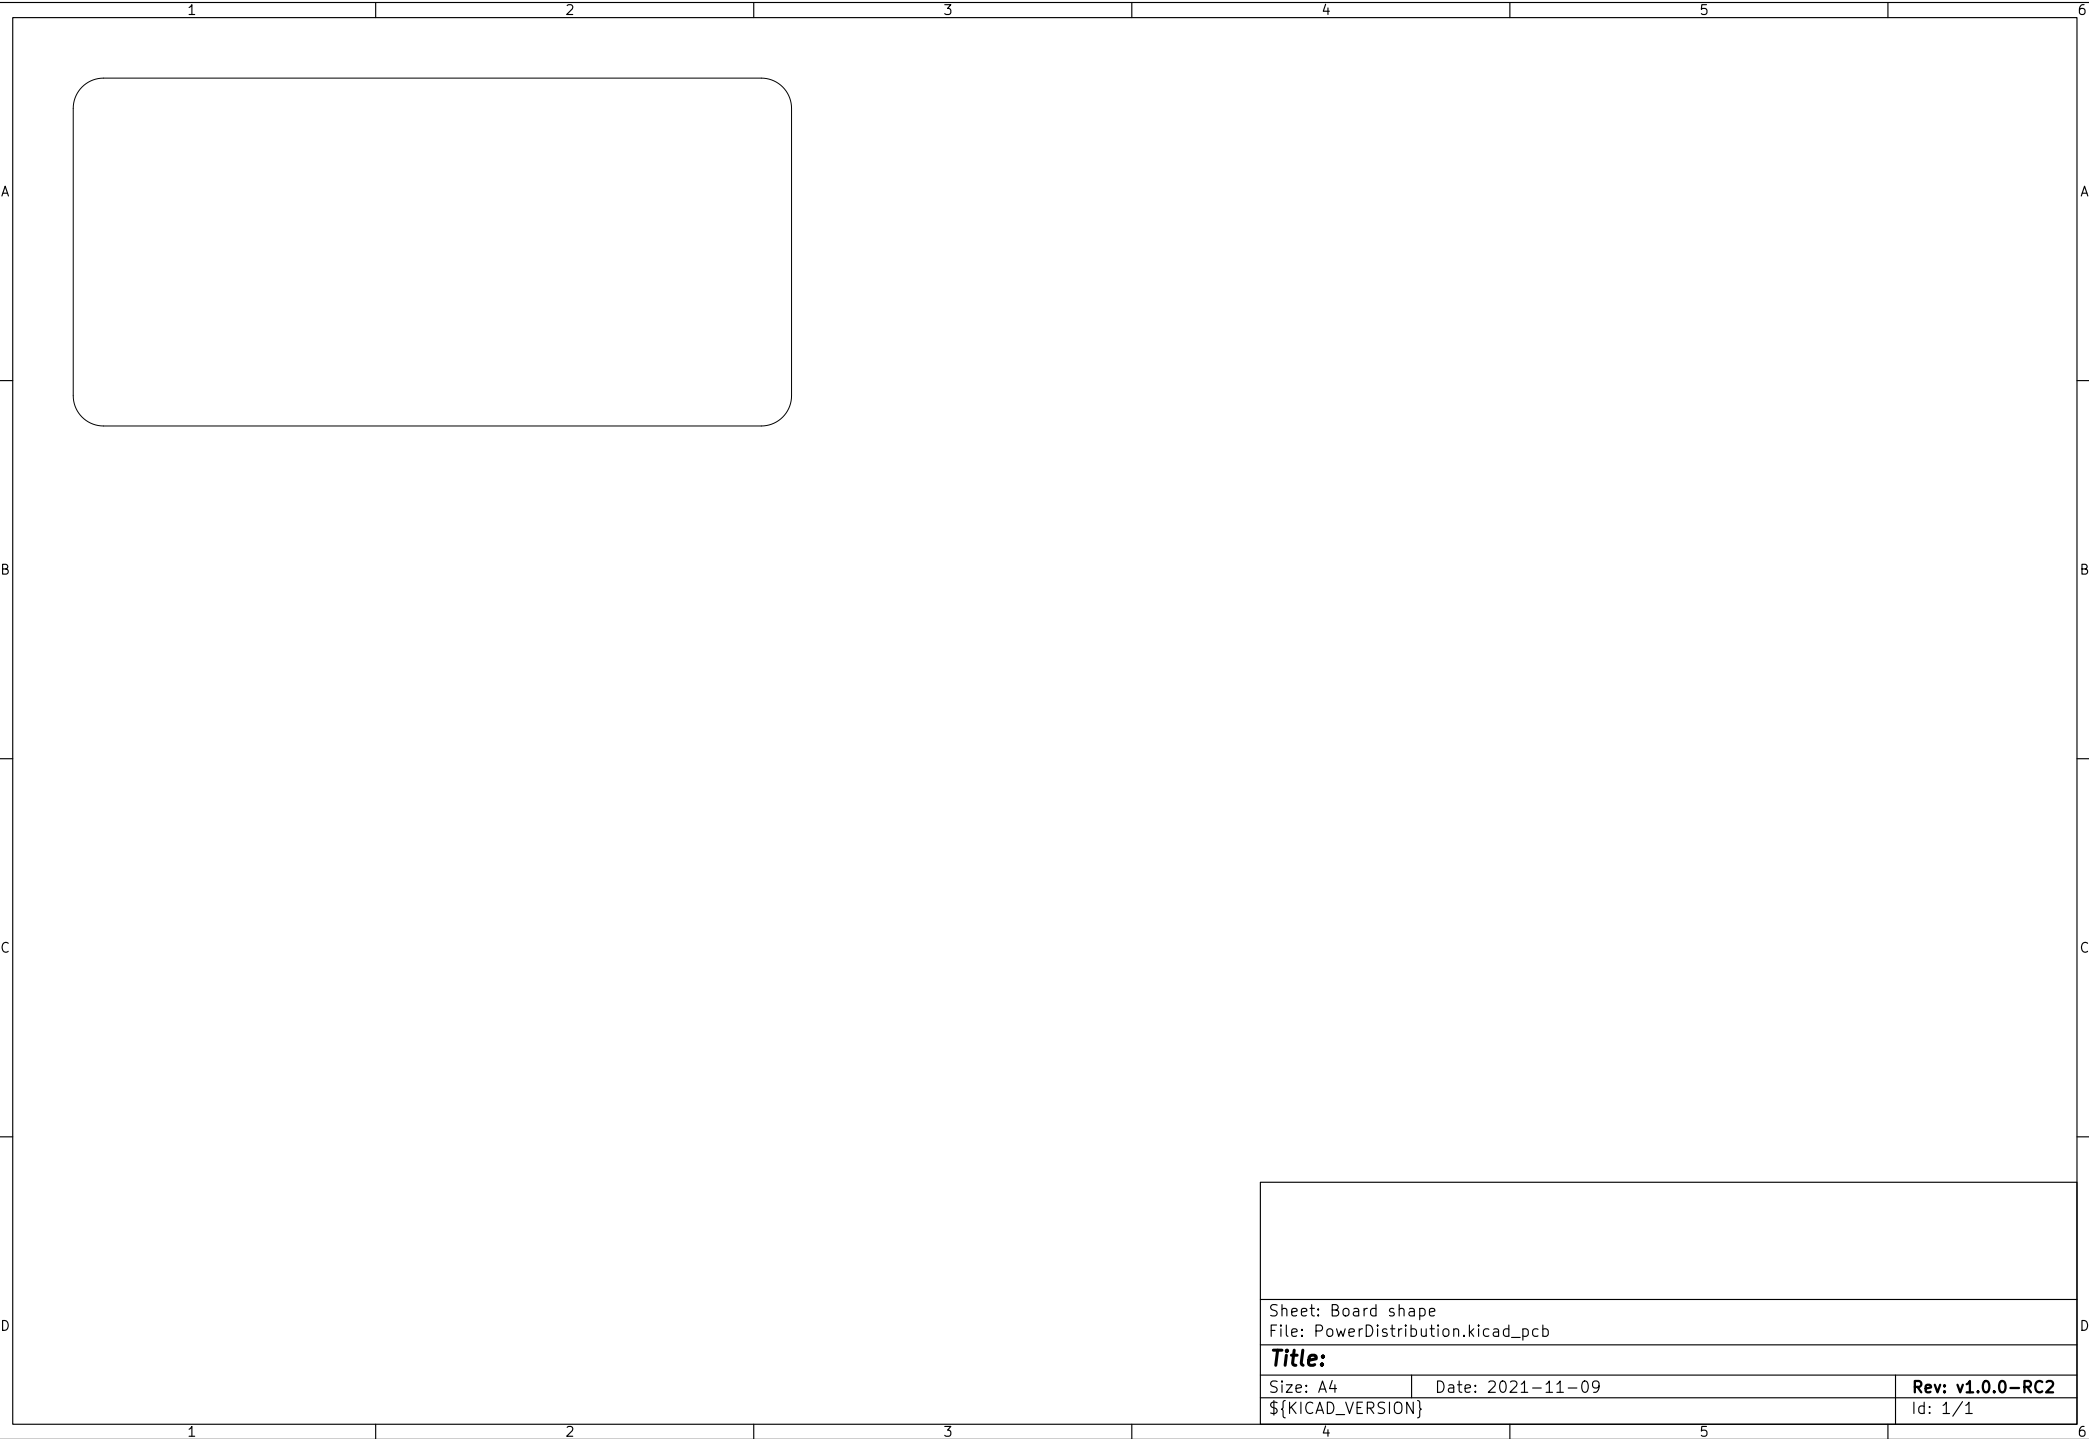 1 2 3 4 5 6
A A
B B
C C
Sheet: Board shape
File: PowerDistribution.kicad_pcb
D D
Title:
Size: A4 Date: 2021-11-09 Rev: v1.0.0-RC2
${KICAD_VERSION} Id: 1/1
1 2 3 4 5 6